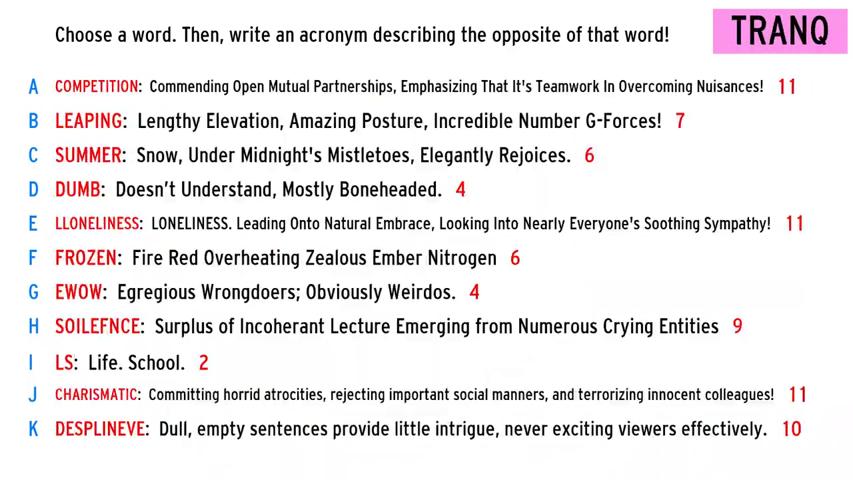 Choose a word. Then, write an acronym describing the opposite of that word!
TRANQ
A COMPETITION: Commending Open Mutual Partnerships, Emphasizing That It's Teamwork In Overcoming Nuisances! 11
B LEAPING: Lengthy Elevation, Amazing Posture, Incredible Number G-Forces! 7
C SUMMER: Snow, Under Midnight's Mistletoes, Elegantly Rejoices. 6
D DUMB: Doesn't Understand, Mostly Boneheaded. 4
E LLONELINESS: LONELINESS. Leading Onto Natural Embrace, Looking Into Nearly Everyone's Soothing Sympathy! 11
F FROZEN: Fire Red Overheating Zealous Ember Nitrogen 6
G EWOW: Egregious Wrongdoers; Obviously Weirdos. 4
H SOILEFNCE: Surplus of Incoherant Lecture Emerging from Numerous Crying Entities 9
I LS: Life. School. 2
J CHARISMATIC: Committing horrid atrocities, rejecting important social manners, and terrorizing innocent colleagues! 11
K DESPLINEVE: Dull, empty sentences provide little intrigue, never exciting viewers effectively. 10